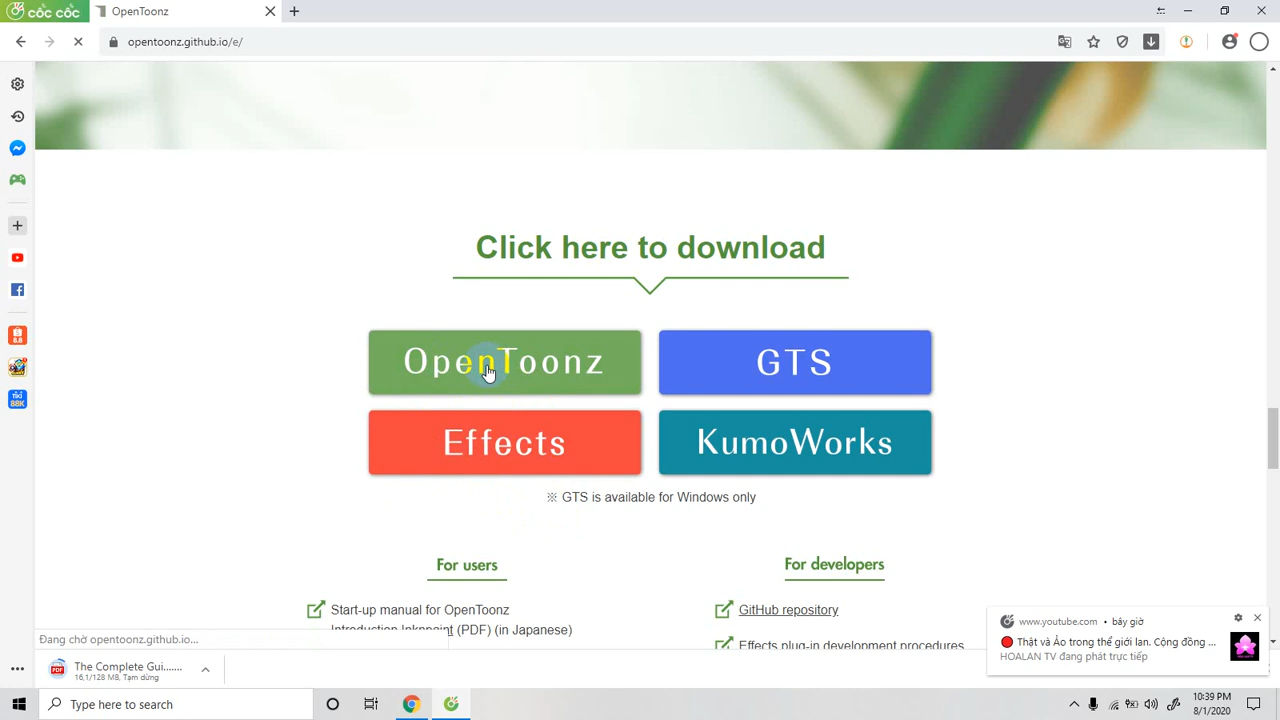 cốc cốc
OpenToonz
opentoonz.github.io/e/
Click here to download
OpenToonz
GTS
Effects
KumoWorks
※ GTS is available for Windows only
For users
For developers
Start-up manual for OpenToonz
Introduction Inknpaint (PDF) (in Japanese)
GitHub repository
Effects plug-in development procedures
www.youtube.com • bây giờ
Thật và Ảo trong thế giới lan. Cộng đồng ...
HOALAN TV đang phát trực tiếp
Đang chờ opentoonz.github.io...
The Complete Gui.......
16,1/128 MB, Tạm dừng
8.8
tiki
88K
Type here to search
10:39 PM
8/1/2020